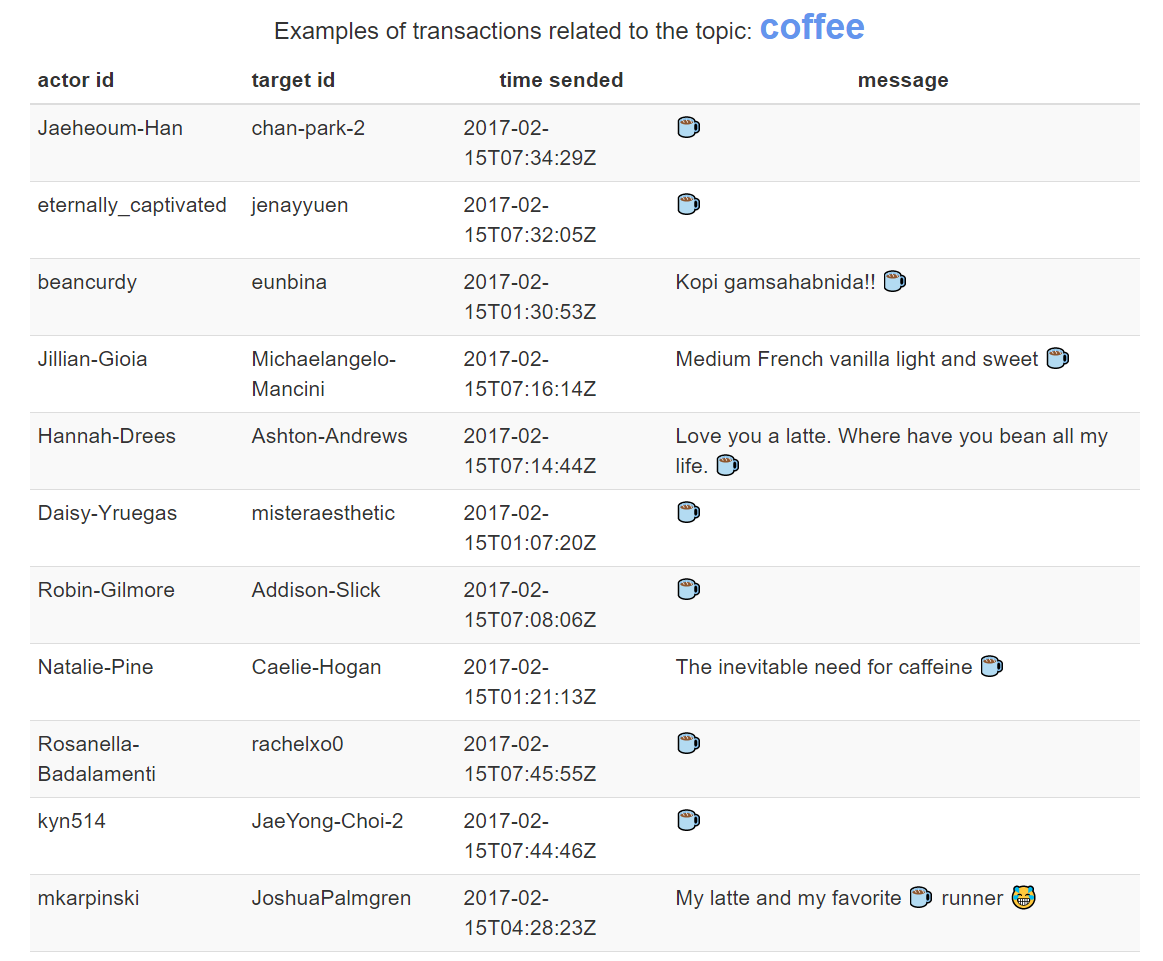 Examples of transactions related to the topic: coffee
actor id target id time sended message
Jaeheoum-Han chan-park-2 2017-02-
15T07:34:29Z
eternally_captivated jenayyuen 2017-02-
15T07:32:05Z
beancurdy eunbina 2017-02- Kopi gamsahabnida!!
15T01:30:53Z
Jillian-Gioia Michaelangelo- 2017-02- Medium French vanilla light and sweet
Mancini 15T07:16:14Z
Hannah-Drees Ashton-Andrews 2017-02- Love you a latte. Where have you bean all my
15T07:14:44Z life.
Daisy-Yruegas misteraesthetic 2017-02-
15T01:07:20Z
Robin-Gilmore Addison-Slick 2017-02-
15T07:08:06Z
Natalie-Pine Caelie-Hogan 2017-02- The inevitable need for caffeine
15T01:21:13Z
Rosanella- rachelxo0 2017-02-
Badalamenti 15T07:45:55Z
kyn514 JaeYong-Choi-2 2017-02-
15T07:44:46Z
mkarpinski JoshuaPalmgren 2017-02- My latte and my favorite runner
15T04:28:23Z